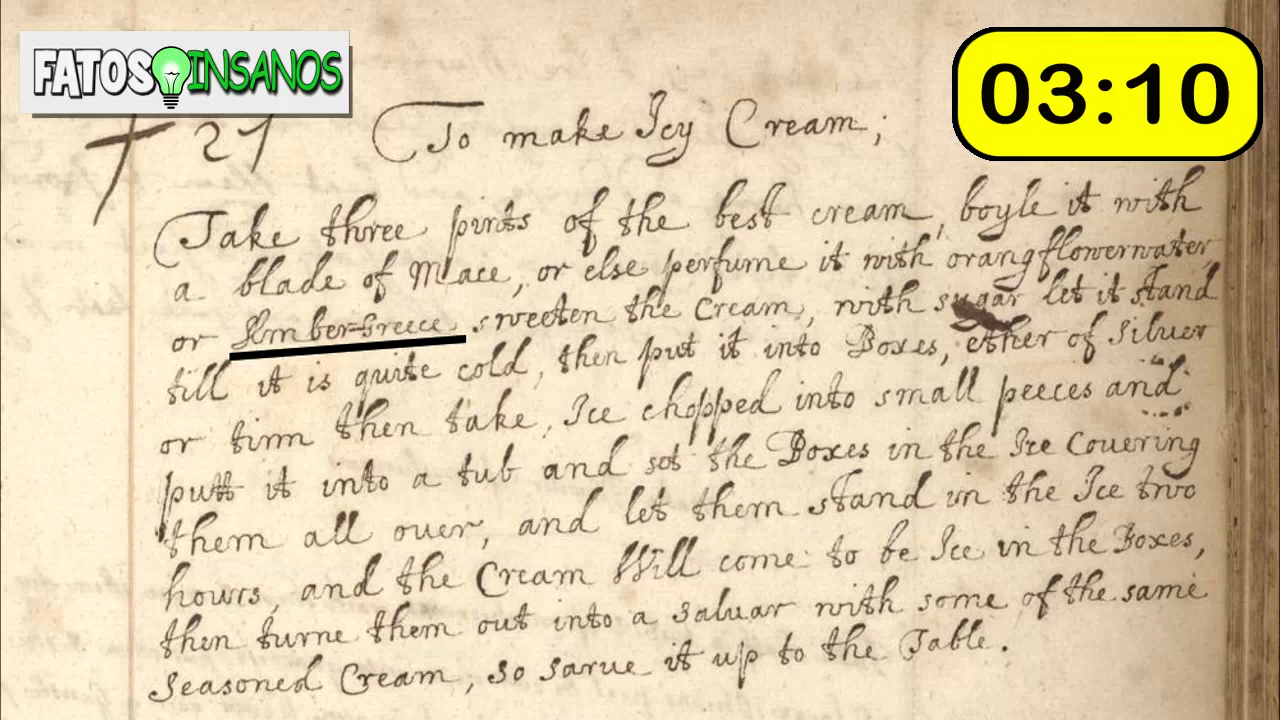 FATOS INSANOS
03:10
27 To make Icy Cream;
Take three pints of the best cream, boyle it with
a blade of Mace, or else perfume it with orangflowerwater
or Amber-Greece sweeten the Cream, with sugar let it stand
till it is quite cold, then put it into Boxes, ether of Silver
or tinn then take, Ice chopped into small peeces and
putt it into a tub and set the Boxes in the Ice Couering
them all ouer, and let them stand in the Ice two
hours, and the Cream Will come to be Ice in the Boxes,
then turne them out into a saluar with some of the same
Seasoned Cream, so sarue it up to the Table.